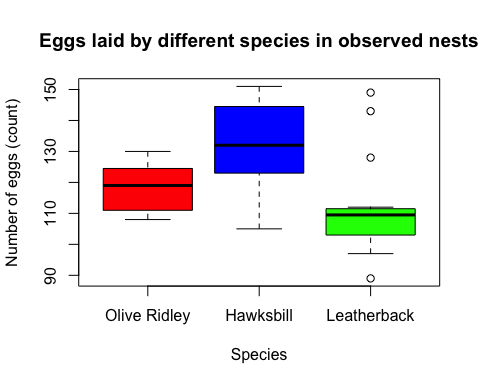 Eggs laid by different species in observed nests
Number of eggs (count)
150
130
110
90
Olive Ridley Hawksbill Leatherback
Species